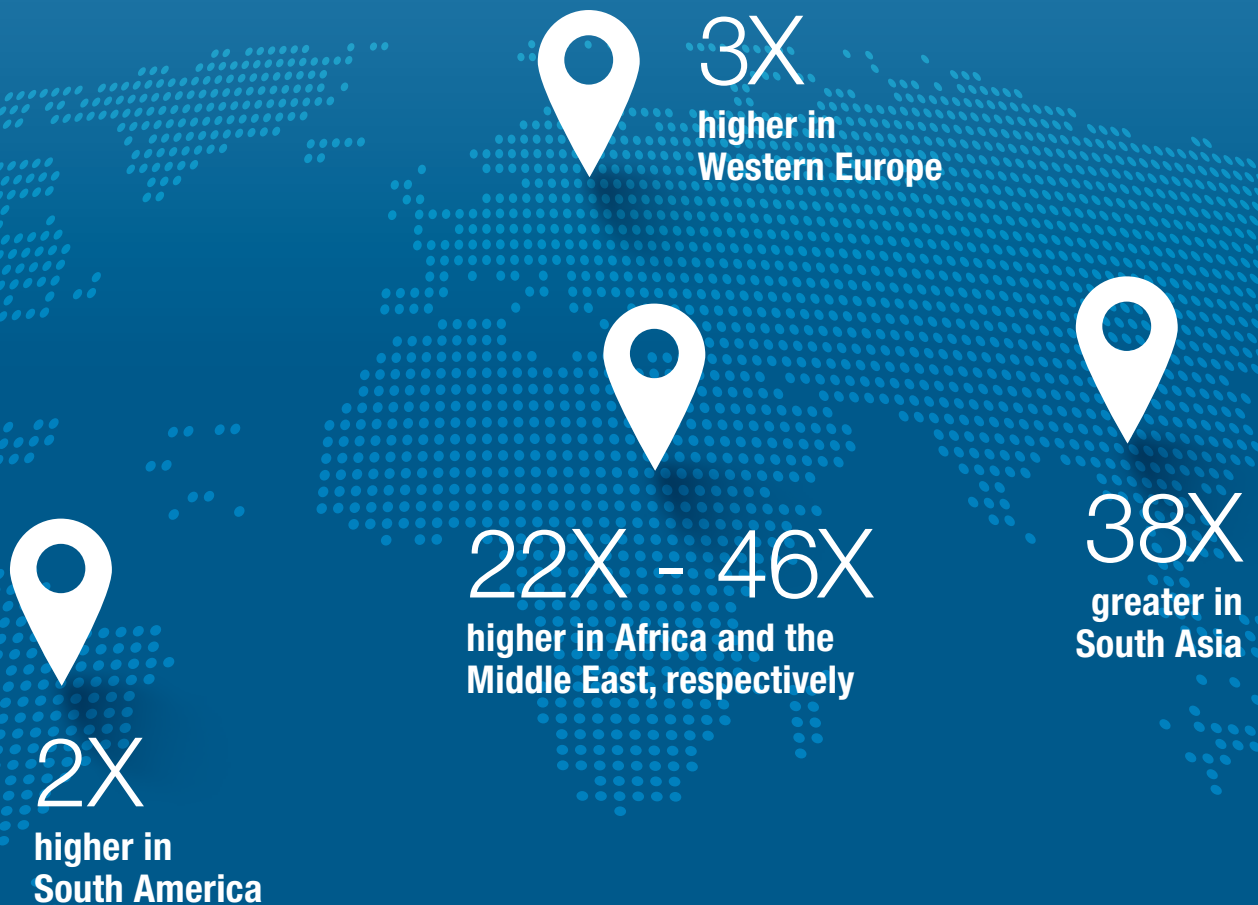 3X
higher in
Western Europe
22X - 46X
higher in Africa and the
Middle East, respectively
38X
greater in
South Asia
2X
higher in
South America